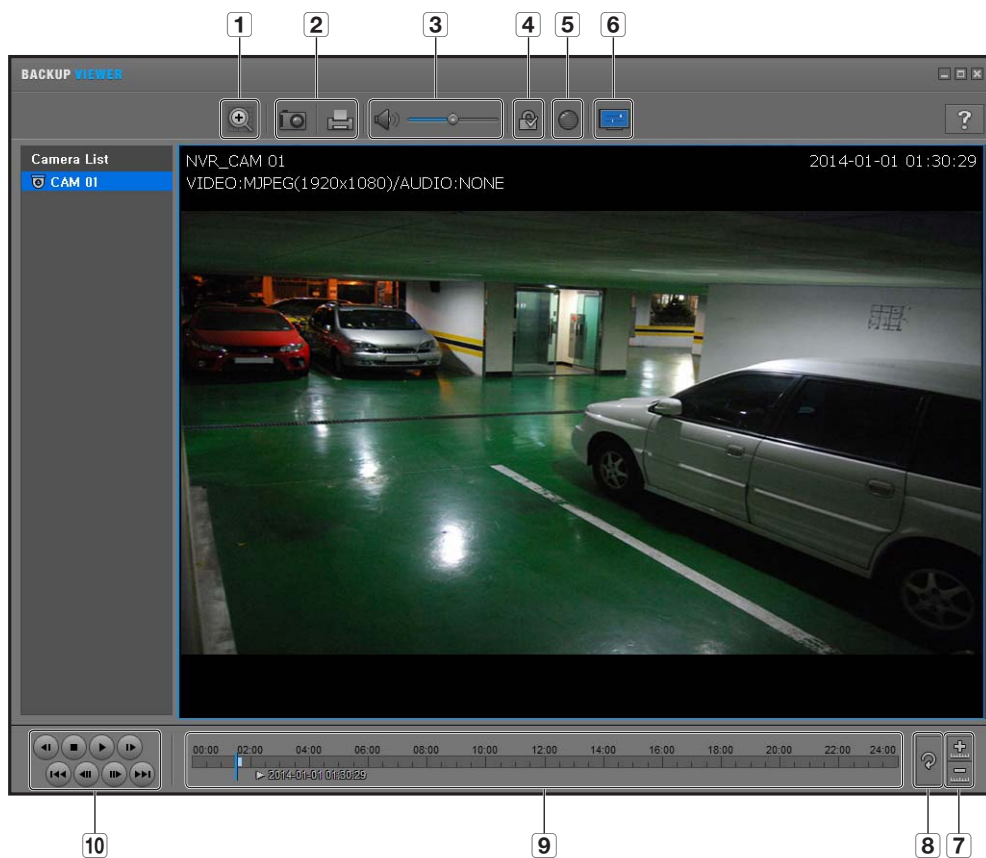 1 2 3 4 5 6
BACKUP VIEWER
?
Camera List
CAM 01
NVR_CAM 01
2014-01-01 01:30:29
VIDEO:MJPEG(1920x1080)/AUDIO:NONE
00:00 02:00 04:00 06:00 08:00 10:00 12:00 14:00 16:00 18:00 20:00 22:00 24:00
2014-01-01 01:30:29
10 9 8 7